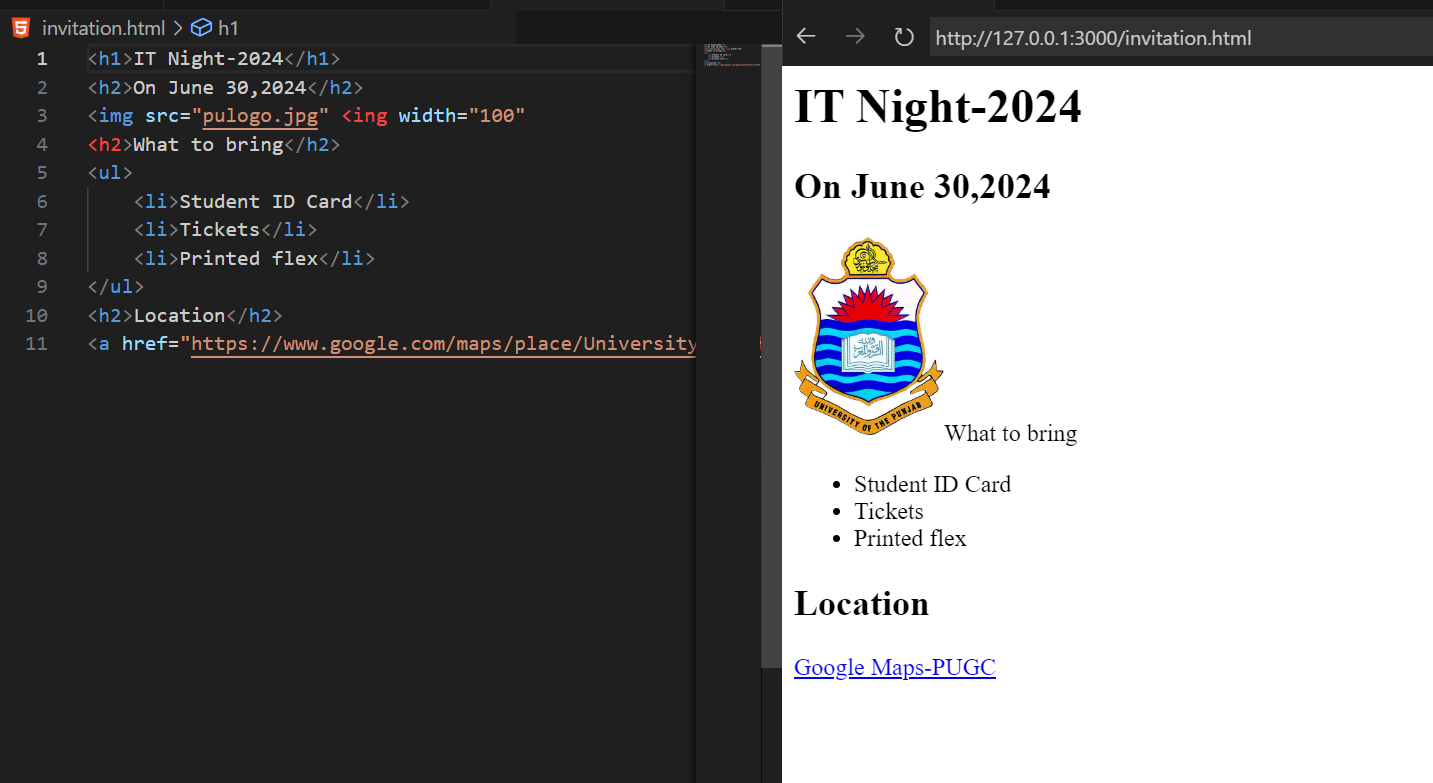 invitation.html > h1
1 <h1>IT Night-2024</h1>
2 <h2>On June 30,2024</h2>
3 <img src="pulogo.jpg" <ing width="100"
4 <h2>What to bring</h2>
5 <ul>
6 <li>Student ID Card</li>
7 <li>Tickets</li>
8 <li>Printed flex</li>
9 </ul>
10 <h2>Location</h2>
11 <a href="https://www.google.com/maps/place/University
http://127.0.0.1:3000/invitation.html
IT Night-2024
On June 30,2024
UNIVERSITY OF THE PUNJAB
What to bring
• Student ID Card
• Tickets
• Printed flex
Location
Google Maps-PUGC